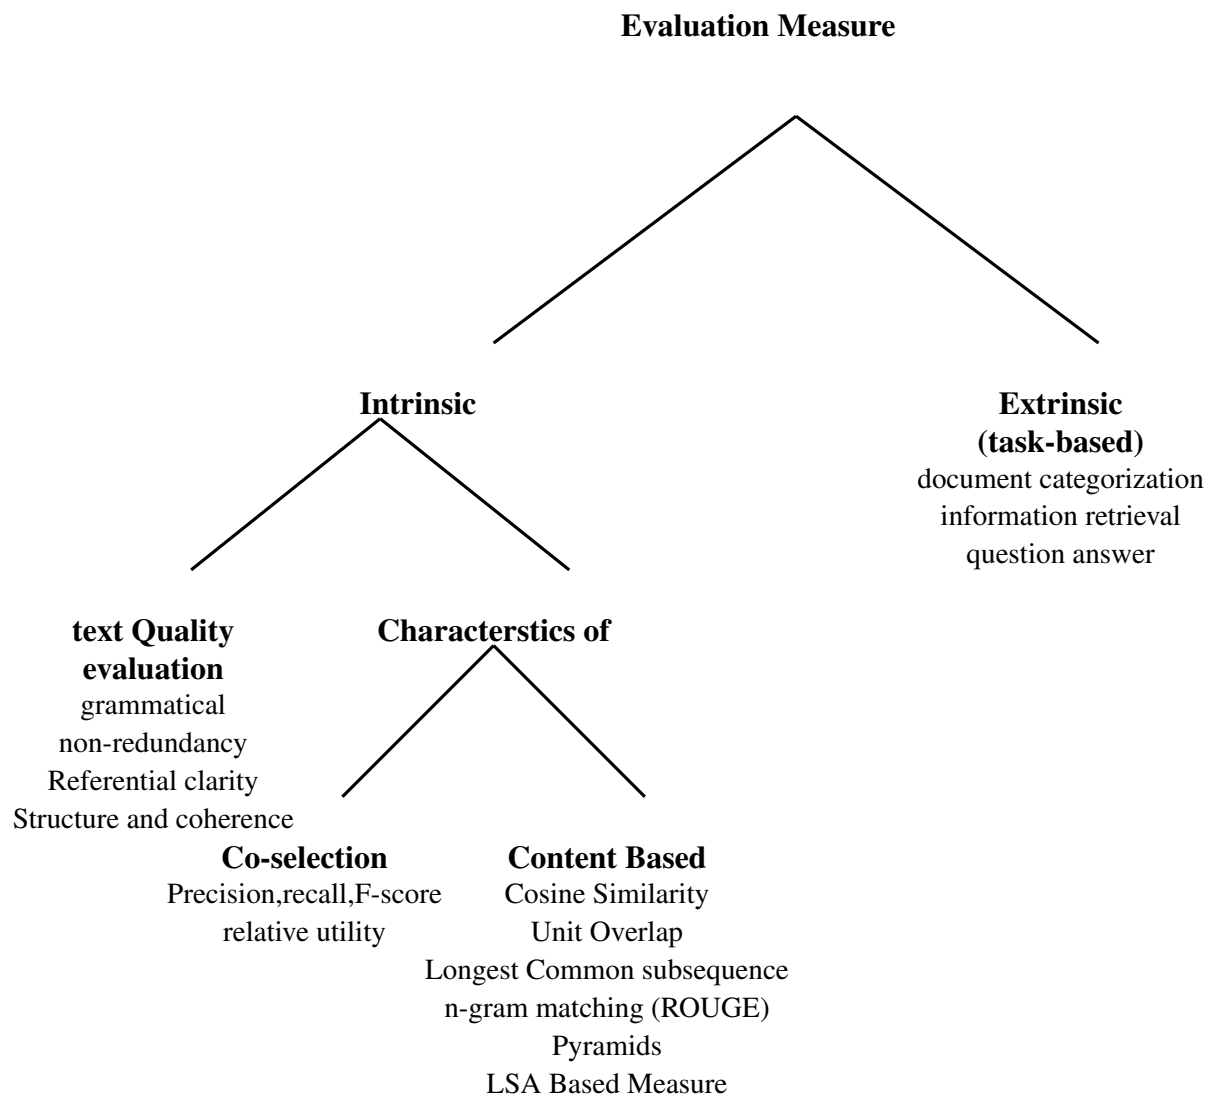 Evaluation Measure
Intrinsic
Extrinsic
(task-based)
document categorization
information retrieval
question answer
text Quality
evaluation
grammatical
non-redundancy
Referential clarity
Structure and coherence
Characterstics of
Co-selection
Precision,recall,F-score
relative utility
Content Based
Cosine Similarity
Unit Overlap
Longest Common subsequence
n-gram matching (ROUGE)
Pyramids
LSA Based Measure